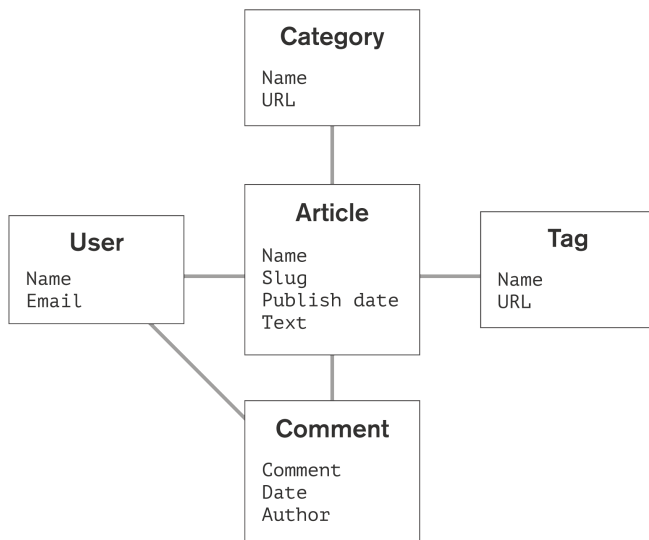 Category
Name
URL
Article
Name
Slug
Publish date
Text
User
Name
Email
Tag
Name
URL
Comment
Comment
Date
Author